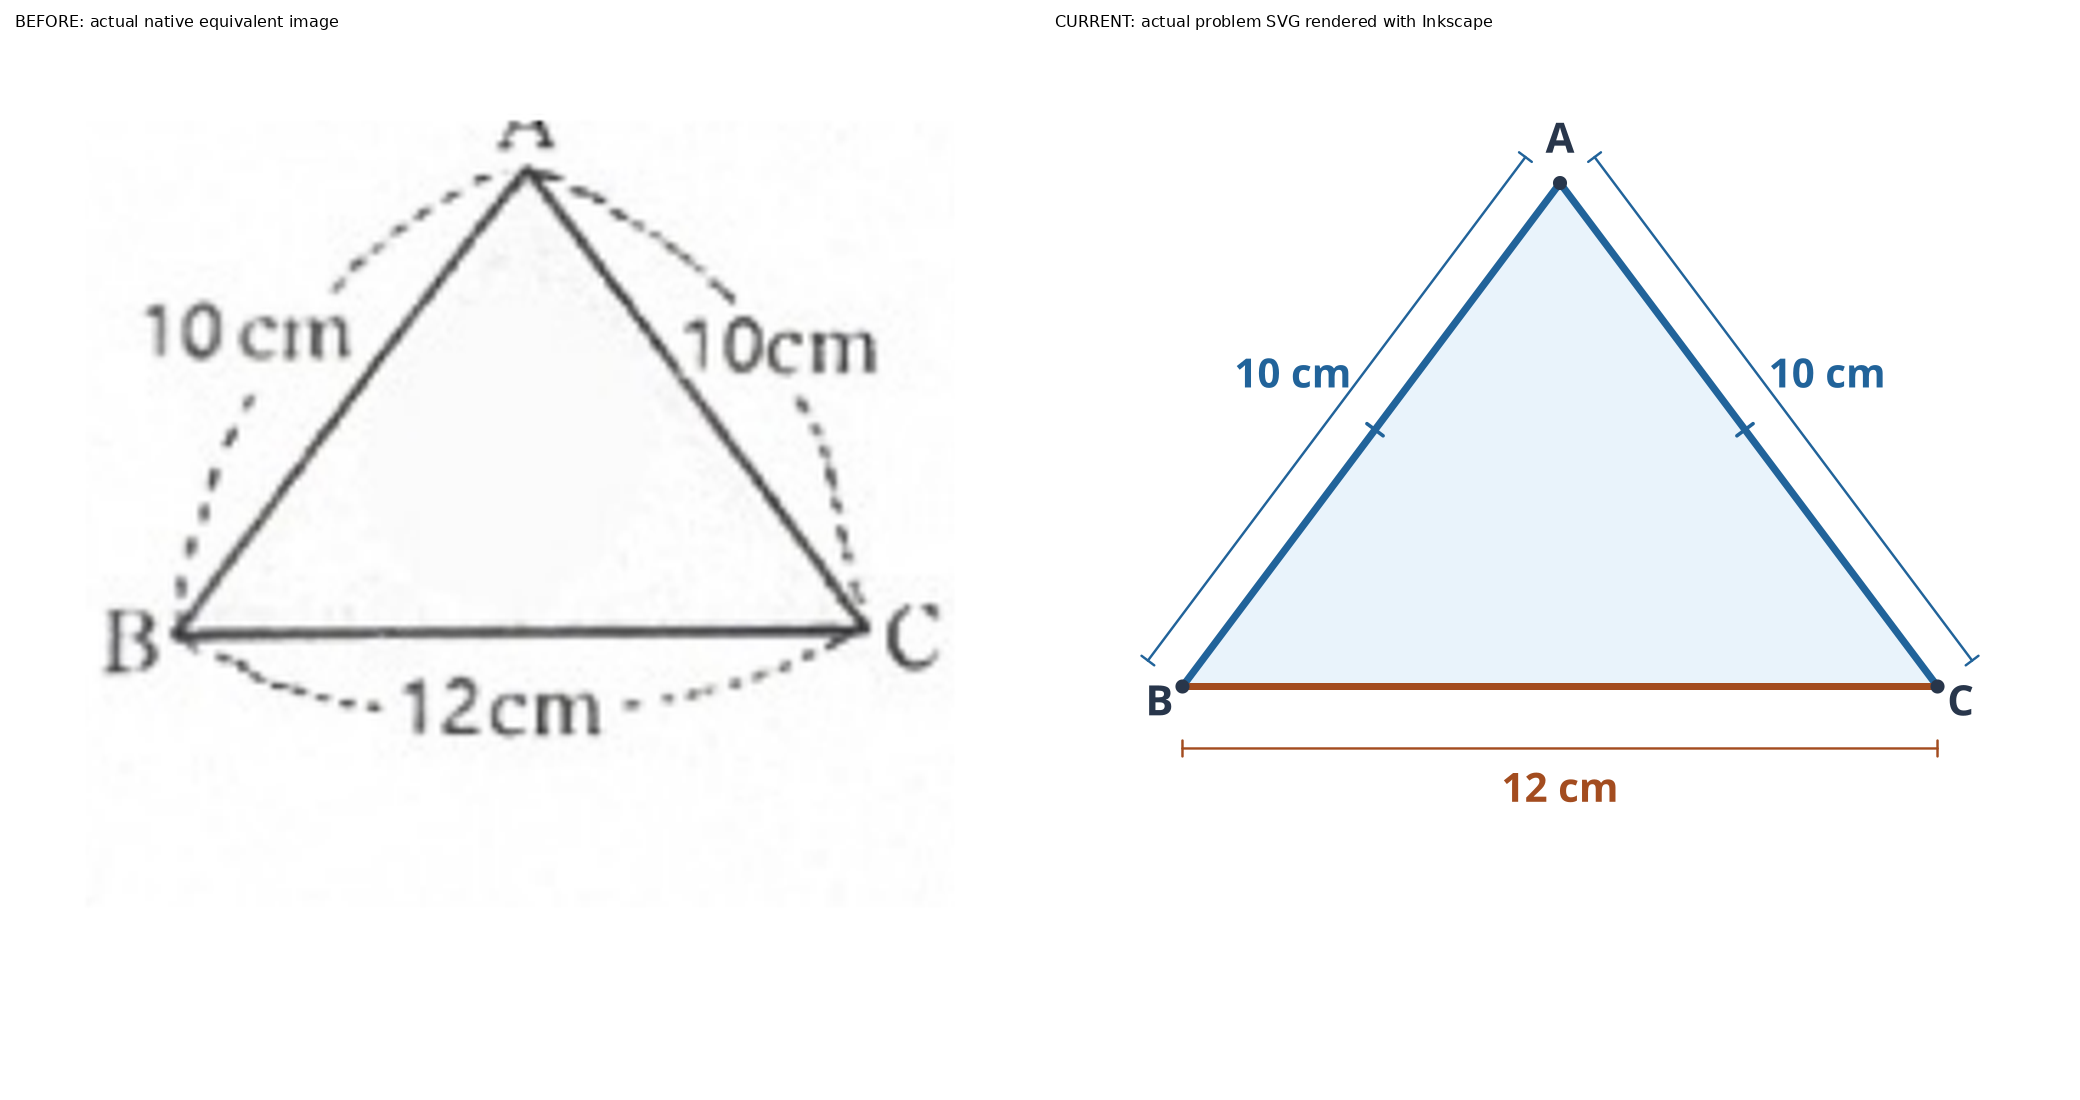 BEFORE: actual native equivalent image
A
10 cm
10cm
B
C
12cm
CURRENT: actual problem SVG rendered with Inkscape
A
10 cm
10 cm
B
C
12 cm